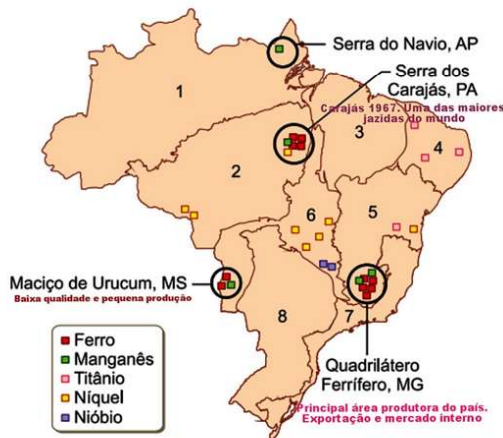 Serra do Navio, AP
Serra dos
Carajás, PA
Carajás 1967. Uma das maiores
jazidas do mundo
1
2
3
4
5
6
7
8
Maciço de Urucum, MS
Baixa qualidade e pequena produção
Ferro
Manganês
Titânio
Níquel
Nióbio
Quadrilátero
Ferrífero, MG
Principal área produtora do país.
Exportação e mercado interno